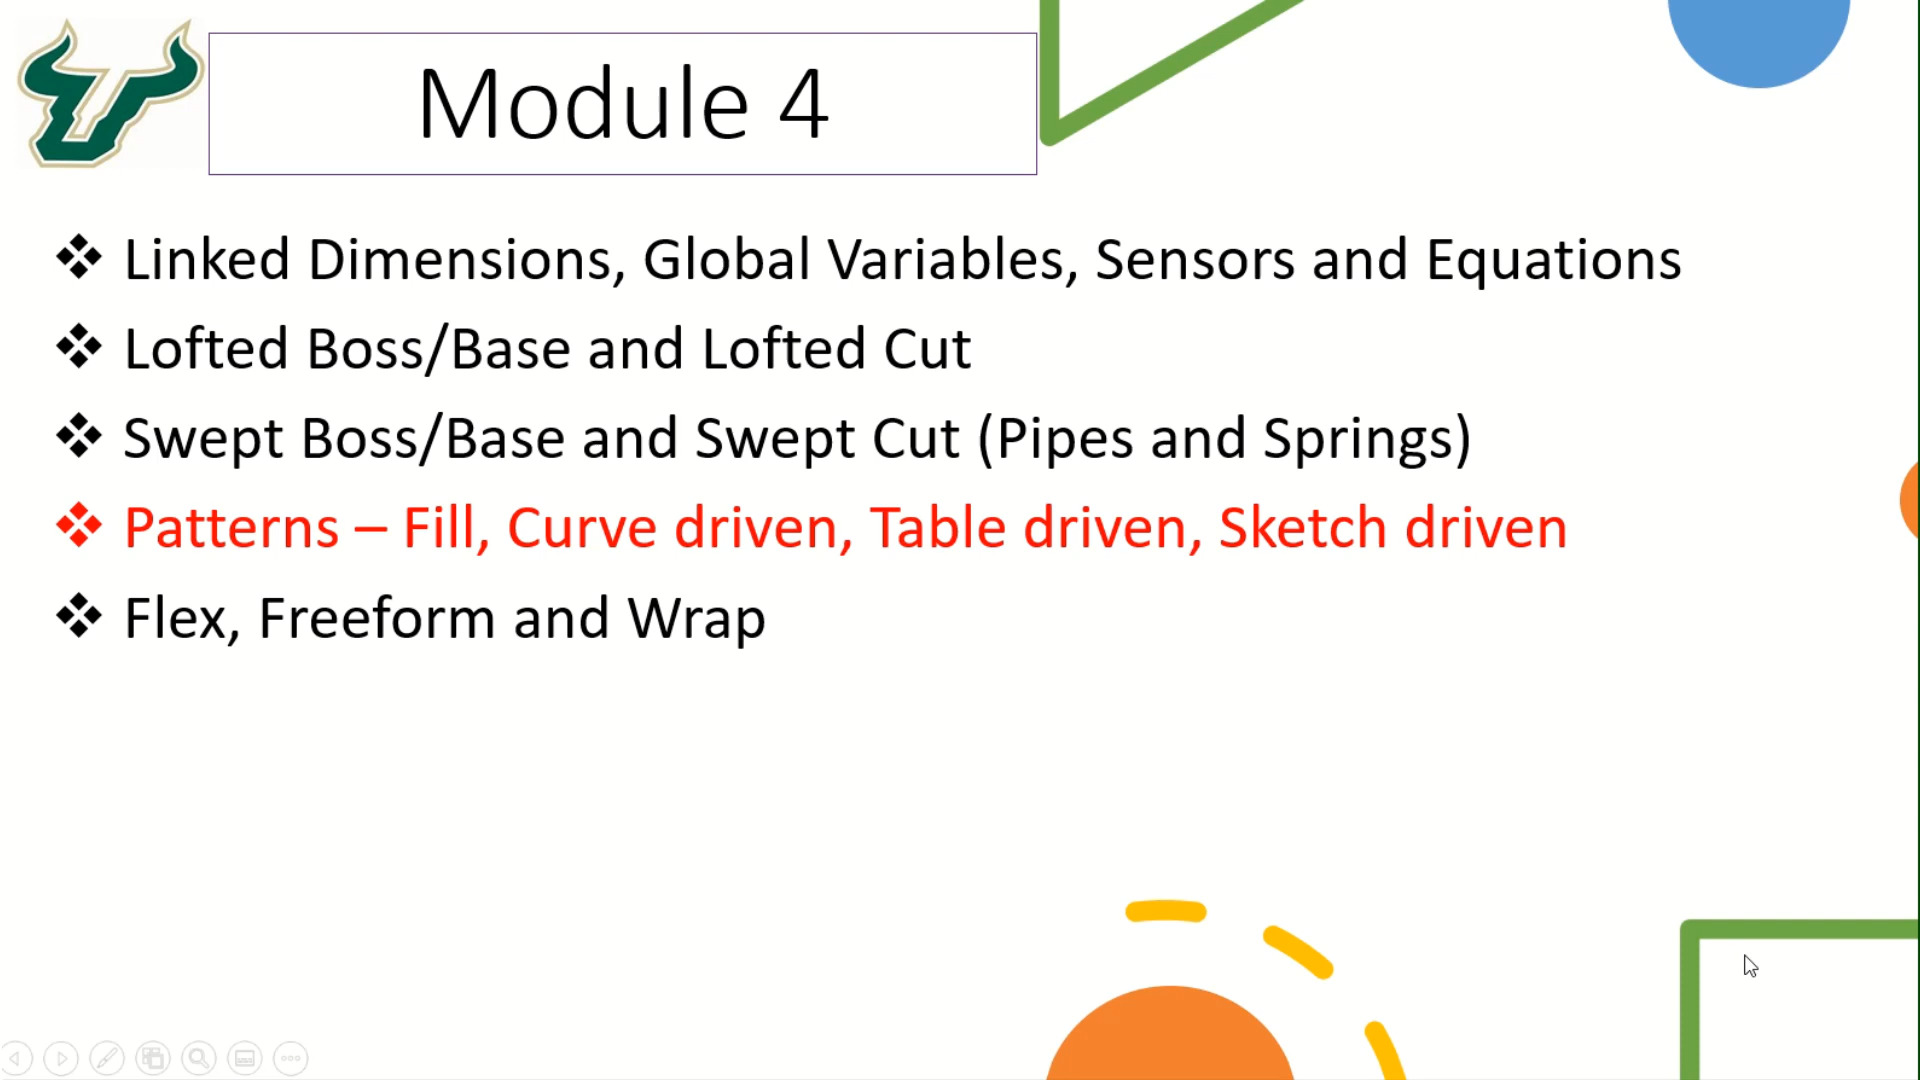 Module 4
❖ Linked Dimensions, Global Variables, Sensors and Equations
❖ Lofted Boss/Base and Lofted Cut
❖ Swept Boss/Base and Swept Cut (Pipes and Springs)
❖ Patterns – Fill, Curve driven, Table driven, Sketch driven
❖ Flex, Freeform and Wrap